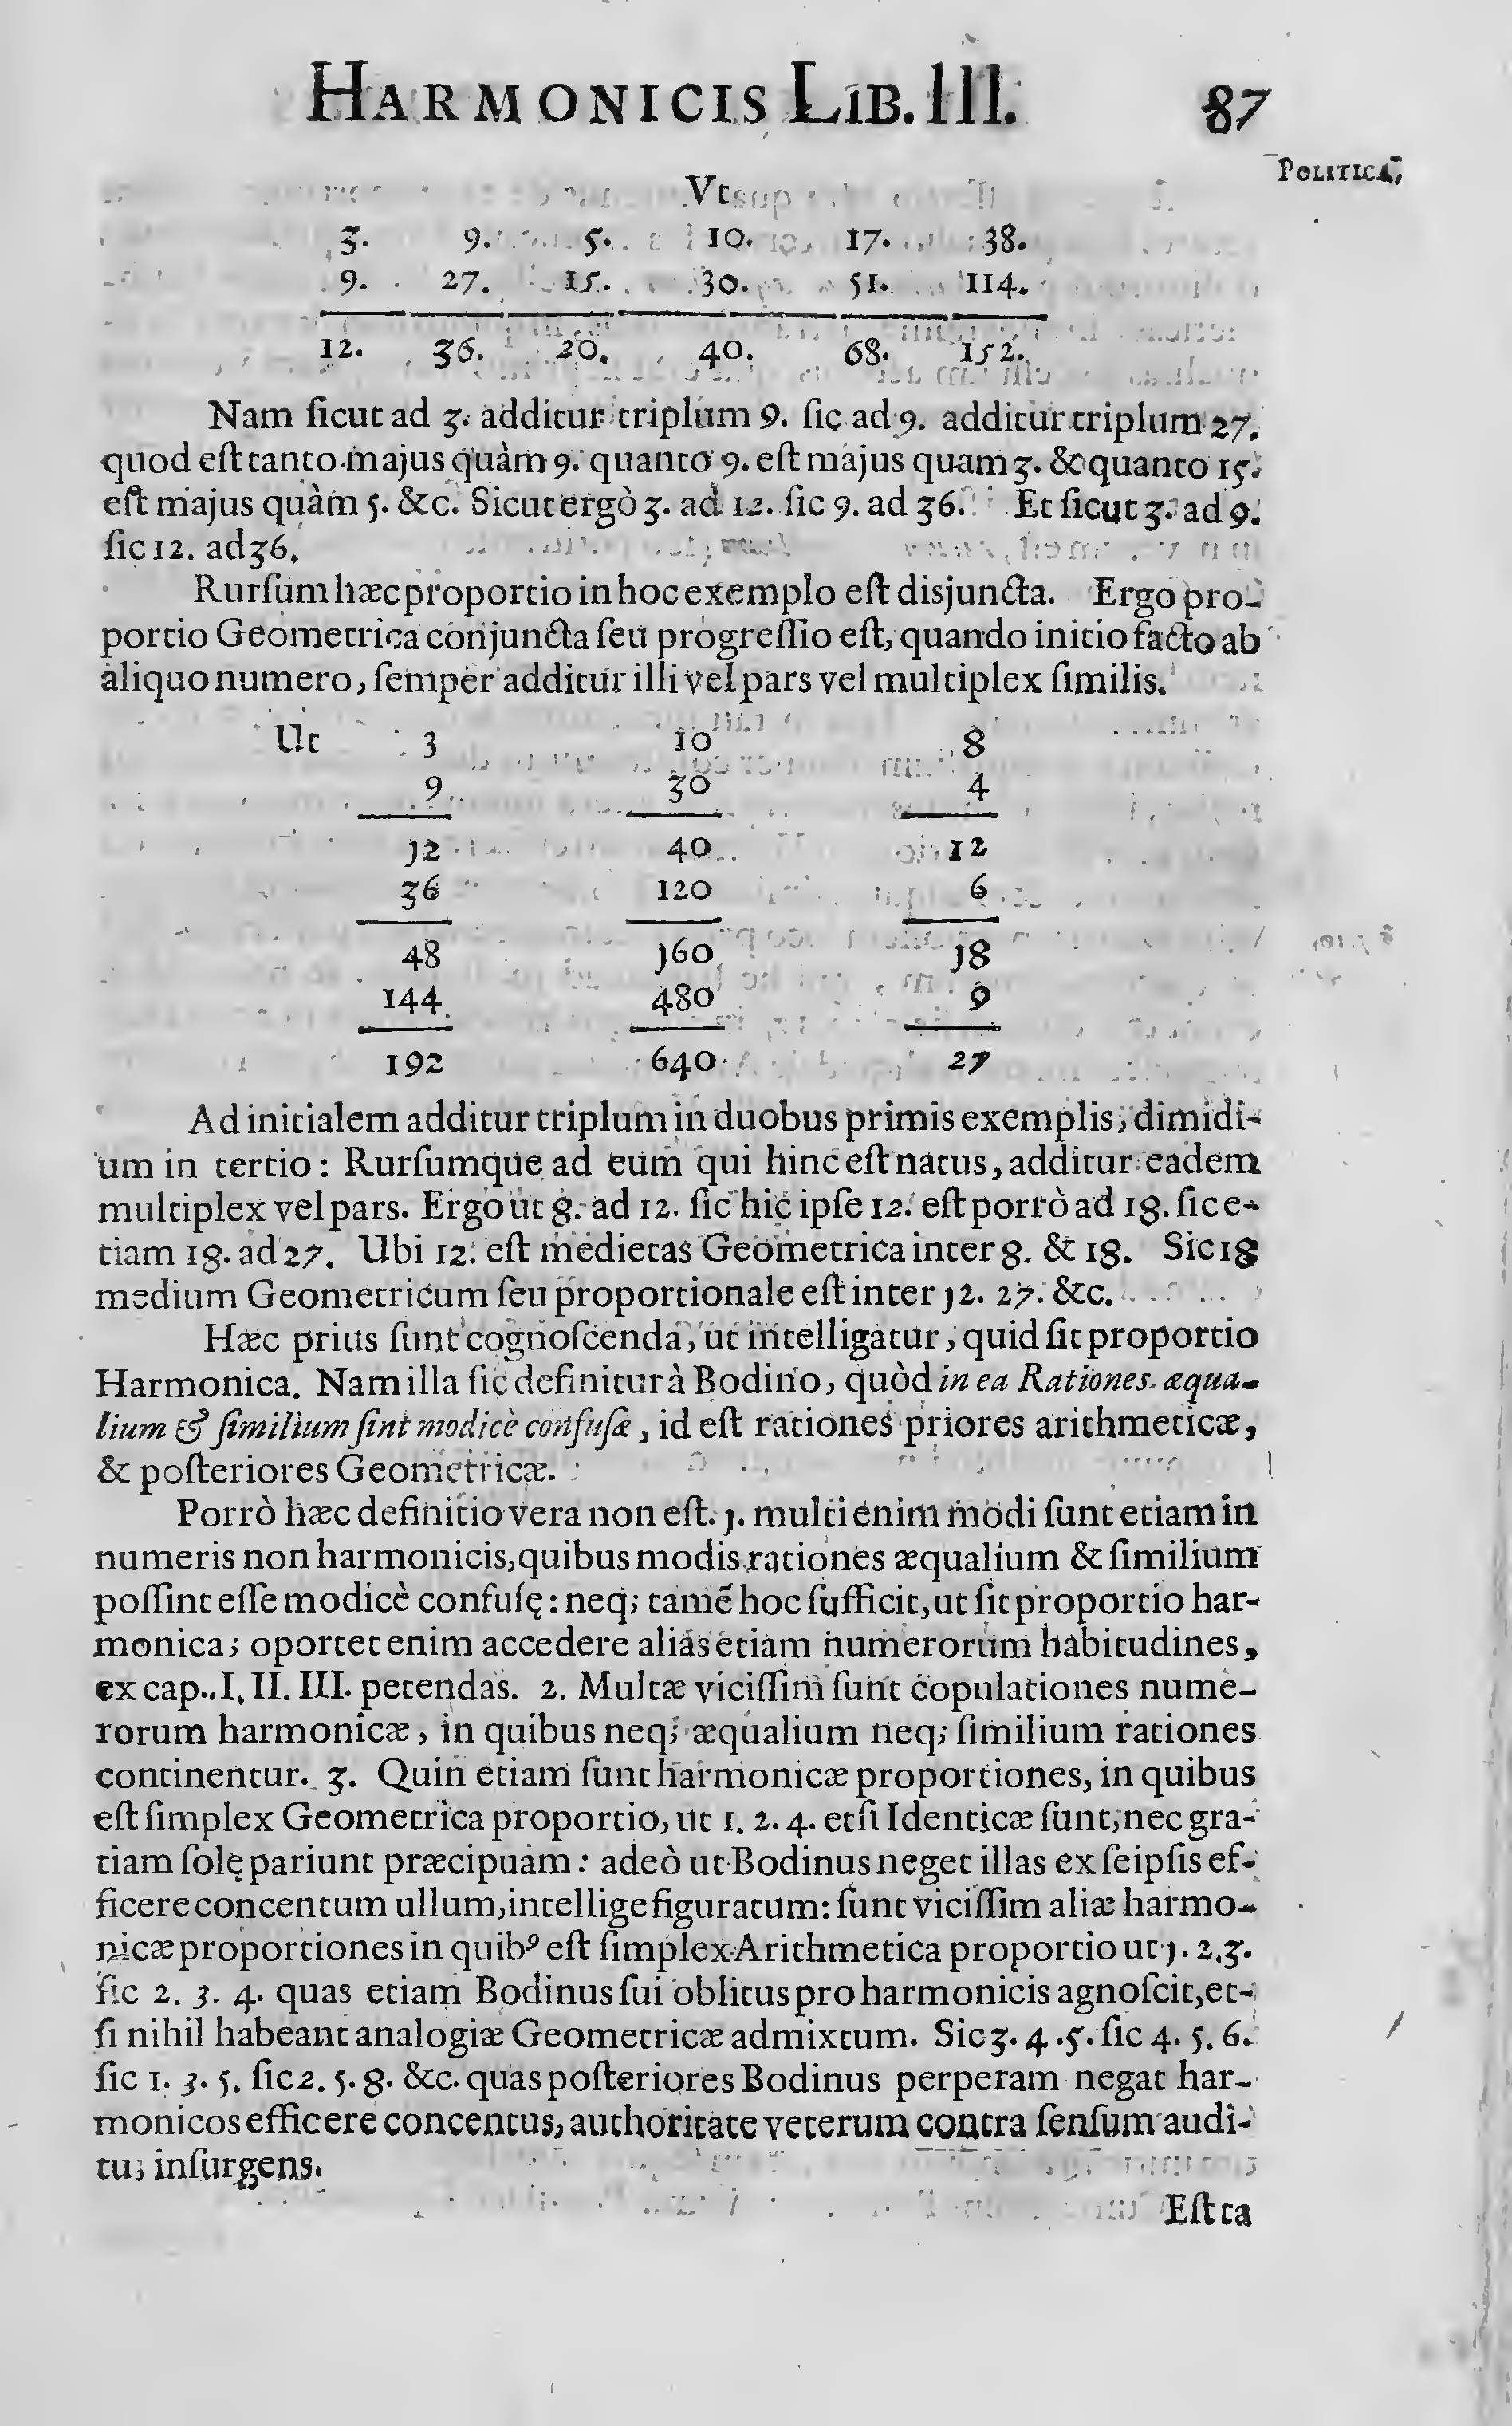 HARMONICIS LIB. III. 87
POLITICA,
Vt
3. 9. 5. 10. 17. 38.
9. 27. 15. 30. 51. 114.
12. 36. 20. 40. 68. 152.
Nam ſicut ad 3. additur triplum 9. ſic ad 9. additur triplum 27.
quod eſt tanto majus quàm 9. quanto 9. eſt majus quam 3. & quanto 15.
eſt majus quàm 5. &c. Sicut ergò 3. ad 12. ſic 9. ad 36. Et ſicut 3. ad 9.
ſic 12. ad 36.
Rurſum hæc proportio in hoc exemplo eſt disjuncta. Ergo pro-
portio Geometrica conjuncta ſeu progreſſio eſt, quando initio facto ab
aliquo numero, ſemper additur illi vel pars vel multiplex ſimilis.
Ut 3 10 8
9 30 4
12 40 12
36 120 6
48 160 18
144 480 9
192 640 27
Ad initialem additur triplum in duobus primis exemplis, dimidi-
um in tertio: Rurſumque ad eum qui hinc eſt natus, additur eadem
multiplex vel pars. Ergo ut 8. ad 12. ſic hic ipſe 12. eſt porrò ad 18. ſic e-
tiam 18. ad 27. Ubi 12. eſt medietas Geometrica inter 8. & 18. Sic 18
medium Geometricum ſeu proportionale eſt inter 12. 27. &c.
Hæc prius ſunt cognoſcenda, ut intelligatur, quid ſit proportio
Harmonica. Nam illa ſic definitur à Bodino, quòd in ea Rationes æqua-
lium & ſimilium ſint modicè confuſæ, id eſt rationes priores arithmeticæ,
& poſteriores Geometricæ.
Porrò hæc definitio vera non eſt. 1. multi enim modi ſunt etiam in
numeris non harmonicis, quibus modis rationes æqualium & ſimilium
poſſint eſſe modicè confuſę: neq; tamē hoc ſufficit, ut ſit proportio har-
monica; oportet enim accedere aliàs etiam numerorum habitudines,
ex cap. I. II. III. petendas. 2. Multæ viciſſim ſunt copulationes nume-
rorum harmonicæ, in quibus neq; æqualium neq; ſimilium rationes
continentur. 3. Quin etiam ſunt harmonicæ proportiones, in quibus
eſt ſimplex Geometrica proportio, ut 1. 2. 4. etſi Identicæ ſunt, nec gra-
tiam ſolę pariunt præcipuam: adeò ut Bodinus neget illas ex ſeipſis ef-
ficere concentum ullum, intellige figuratum: ſunt viciſſim aliæ harmo-
nicæ proportiones in quibꝰ eſt ſimplex Arithmetica proportio ut 1. 2. 3.
ſic 2. 3. 4. quas etiam Bodinus ſui oblitus pro harmonicis agnoſcit, et-
ſi nihil habeant analogiæ Geometricæ admixtum. Sic 3. 4. 5. ſic 4. 5. 6.
ſic 1. 3. 5. ſic 2. 5. 8. &c. quas poſteriores Bodinus perperam negat har-
monicos efficere concentus, authoritate veterum contra ſenſum audi-
tus inſurgens.
Eſt ta